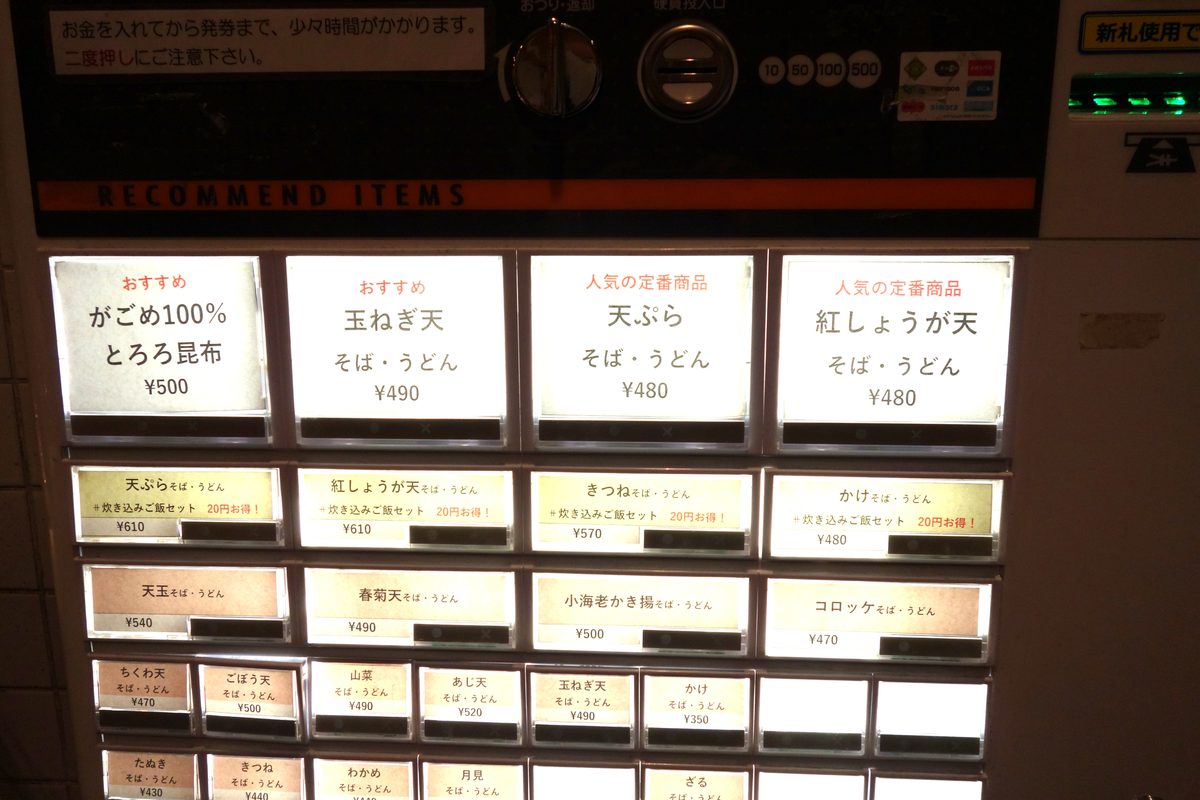 お金を入れてから発券まで、少々時間がかかります。
二度押しにご注意下さい。
おつり・返却
硬貨投入口
10 50 100 500
新札使用で
RECOMMEND ITEMS
おすすめ
がごめ100%
とろろ昆布
¥500
おすすめ
玉ねぎ天
そば・うどん
¥490
人気の定番商品
天ぷら
そば・うどん
¥480
人気の定番商品
紅しょうが天
そば・うどん
¥480
天ぷらそば・うどん
+炊き込みご飯セット 20円お得!
¥610
紅しょうが天そば・うどん
+炊き込みご飯セット 20円お得!
¥610
きつねそば・うどん
+炊き込みご飯セット 20円お得!
¥570
かけそば・うどん
+炊き込みご飯セット 20円お得!
¥480
天玉そば・うどん
¥540
春菊天そば・うどん
¥490
小海老かき揚そば・うどん
¥500
コロッケそば・うどん
¥470
ちくわ天
そば・うどん
¥470
ごぼう天
そば・うどん
¥500
山菜
そば・うどん
¥490
あじ天
そば・うどん
¥520
玉ねぎ天
そば・うどん
¥490
かけ
そば・うどん
¥350
たぬき
そば・うどん
¥430
きつね
そば・うどん
¥440
わかめ
そば・うどん
¥440
月見
そば・うどん
ざる
そば・うどん